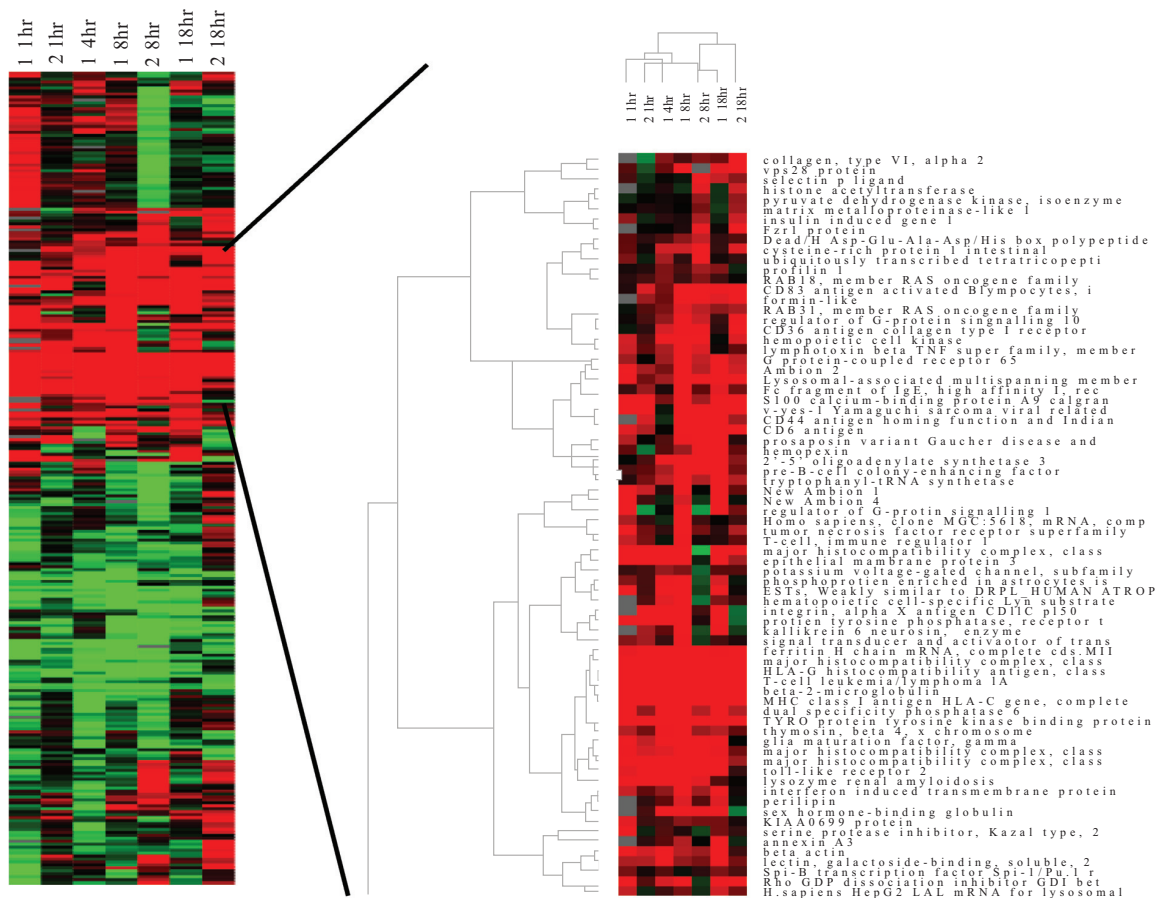 1 1hr
2 1hr
1 4hr
1 8hr
2 8hr
1 18hr
2 18hr
1 1hr
2 1hr
1 4hr
1 8hr
2 8hr
1 18hr
2 18hr
collagen, type VI, alpha 2
vps28 protein
selectin p ligand
histone acetyltransferase
pyruvate dehydrogenase kinase, isoenzyme
matrix metalloproteinase-like 1
insulin induced gene 1
Fzr1 protein
Dead/H Asp-Glu-Ala-Asp/His box polypeptide
cysteine-rich protein 1 intestinal
ubiquitously transcribed tetratricopepti
profilin 1
RAB18, member RAS oncogene family
CD83 antigen activated Blympocytes, i
formin-like
RAB31, member RAS oncogene family
regulator of G-protein singnalling 10
CD36 antigen collagen type I receptor
hemopoietic cell kinase
lymphotoxin beta TNF super family, member
G protein-coupled receptor 65
Ambion 2
Lysosomal-associated multispanning member
Fc fragment of IgE, high affinity I, rec
S100 calcium-binding protein A9 calgran
v-yes-1 Yamaguchi sarcoma viral related
CD44 antigen homing function and Indian
CD6 antigen
prosaposin variant Gaucher disease and
hemopexin
2'-5' oligoadenylate synthetase 3
pre-B-cell colony-enhancing factor
tryptophanyl-tRNA synthetase
New Ambion 1
New Ambion 4
regulator of G-protin signalling 1
Homo sapiens, clone MGC:5618, mRNA, comp
tumor necrosis factor receptor superfamily
T-cell, immune regulator 1
major histocompatibility complex, class
epithelial mambrane protein 3
potassium voltage-gated channel, subfamily
phosphoprotien enriched in astrocytes is
ESTs, Weakly similar to DRPL_HUMAN ATROP
hematopoietic cell-specific Lyn substrate
integrin, alpha X antigen CD11C p150
protien tyrosine phosphatase, receptor t
kallikrein 6 neurosin, enzyme
signal transducer and activaotor of trans
ferritin H chain mRNA, complete cds.MII
major histocompatibility complex, class
HLA-G histocompatibility antigen, class
T-cell leukemia/lymphoma 1A
beta-2-microglobulin
MHC class I antigen HLA-C gene, complete
dual specificity phosphatase 6
TYRO protein tyrosine kinase binding protein
thymosin, beta 4, x chromosome
glia maturation factor, gamma
major histocompatibility complex, class
major histocompatibility complex, class
toll-like receptor 2
lysozyme renal amyloidosis
interferon induced transmembrane protein
perilipin
sex hormone-binding globulin
KIAA0699 protein
serine protease inhibitor, Kazal type, 2
annexin A3
beta actin
lectin, galactoside-binding, soluble, 2
Spi-B transcription factor Spi-1/Pu.1 r
Rho GDP dissociation inhibitor GDI bet
H.sapiens HepG2 LAL mRNA for lysosomal